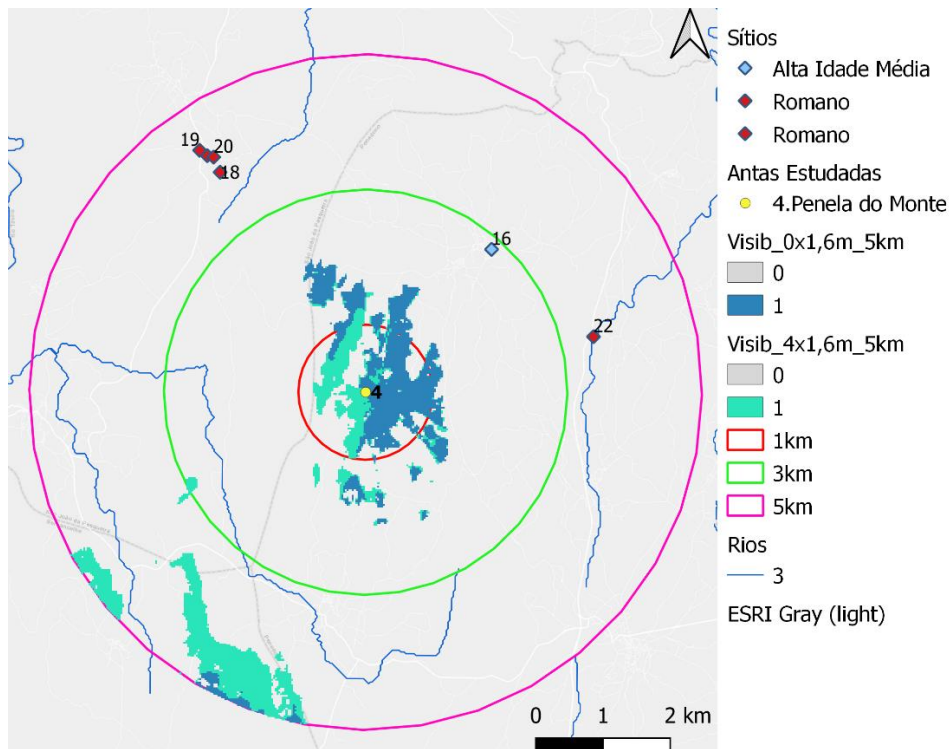 19
20
18
16
22
4
0 1 2 km
Sítios
Alta Idade Média
Romano
Romano
Antas Estudadas
4.Penela do Monte
Visib_0x1,6m_5km
0
1
Visib_4x1,6m_5km
0
1
1km
3km
5km
Rios
3
ESRI Gray (light)